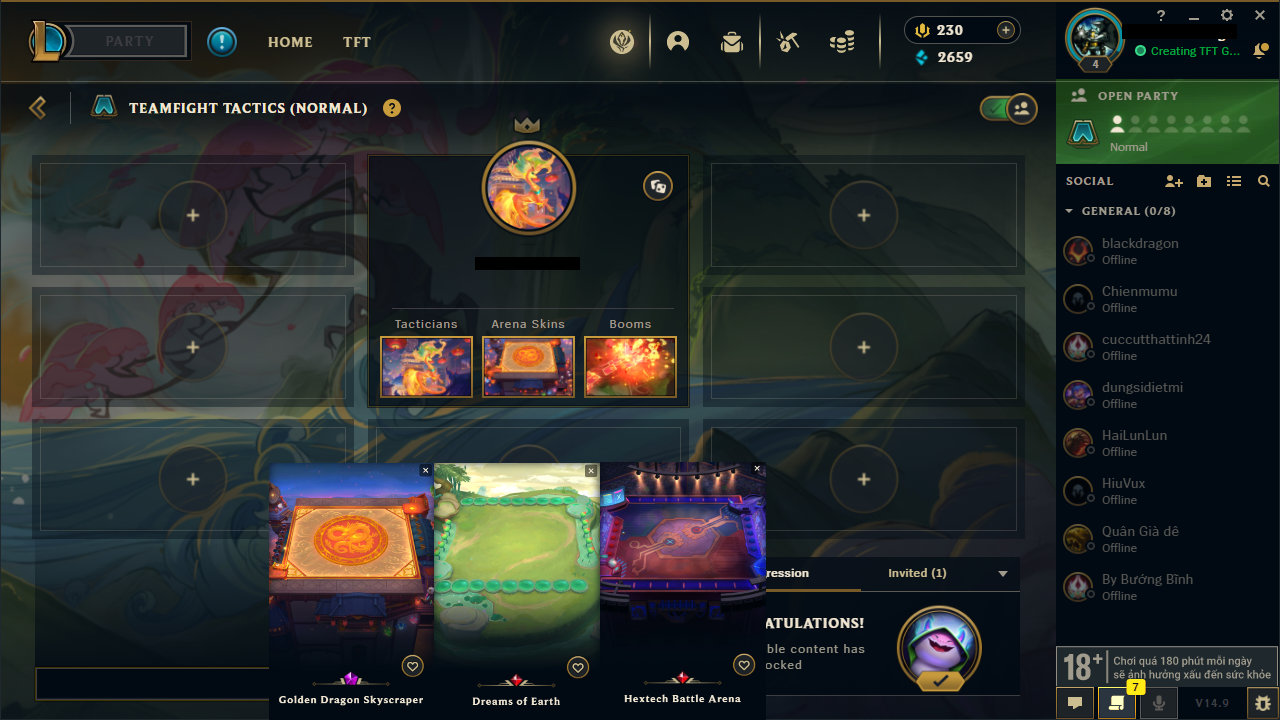 PARTY
HOME
TFT
230
2659
?
4
Creating TFT G...
TEAMFIGHT TACTICS (NORMAL)
?
OPEN PARTY
Normal
SOCIAL
GENERAL (0/8)
blackdragon
Offline
Chienmumu
Offline
cuccutthattinh24
Offline
dungsidietmi
Offline
HaiLunLun
Offline
HiuVux
Offline
Quân Già dê
Offline
By Bướng Bỉnh
Offline
Tacticians
Arena Skins
Booms
ression
Invited (1)
ATULATIONS!
ble content has
ocked
Golden Dragon Skyscraper
Dreams of Earth
Hextech Battle Arena
18+
Chơi quá 180 phút mỗi ngày
sẽ ảnh hưởng xấu đến sức khỏe
7
V14.9